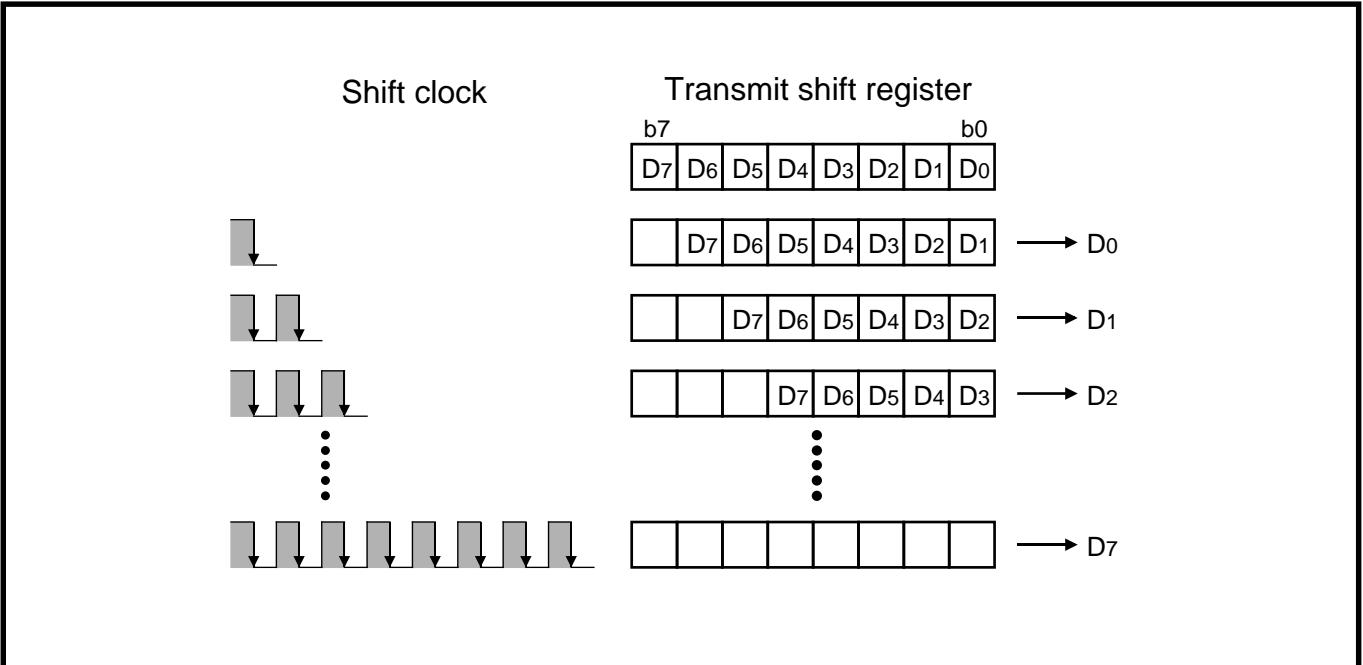 Shift clock
Transmit shift register
b7 b0
D7 D6 D5 D4 D3 D2 D1 D0
D7 D6 D5 D4 D3 D2 D1 D0
D7 D6 D5 D4 D3 D2 D1
D7 D6 D5 D4 D3 D2
D7